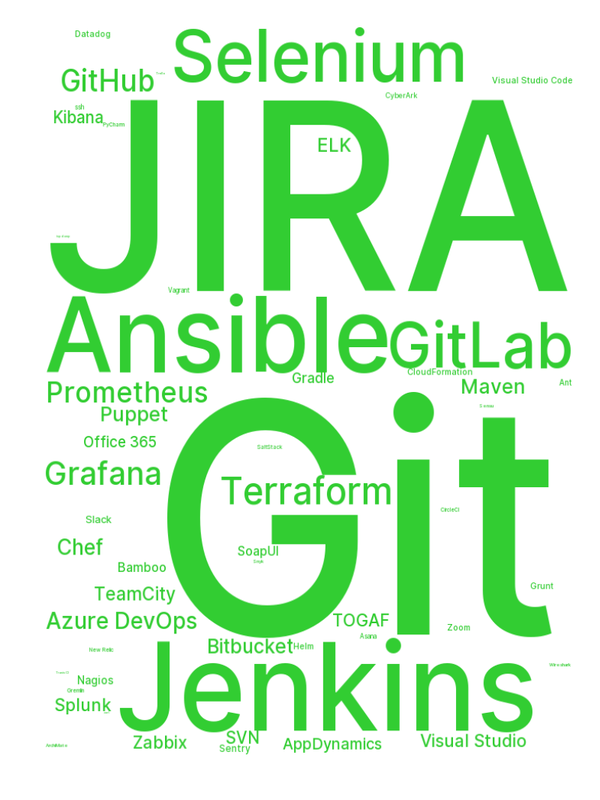 Datadog
Selenium
GitHub
Visual Studio Code
CyberArk
ssh
Kibana
PyCharm
JIRA
ELK
Vagrant
Ansible
GitLab
CloudFormation
Gradle
Maven
Ant
Prometheus
Puppet
Git
Office 365
SaltStack
Grafana
Terraform
CircleCI
Slack
Chef
SoapUI
Bamboo
TeamCity
Grunt
Azure DevOps
TOGAF
Zoom
Asana
Bitbucket
Helm
Jenkins
New Relic
Wireshark
Nagios
Gremlin
Splunk
SVN
Zabbix
Sentry
AppDynamics
Visual Studio